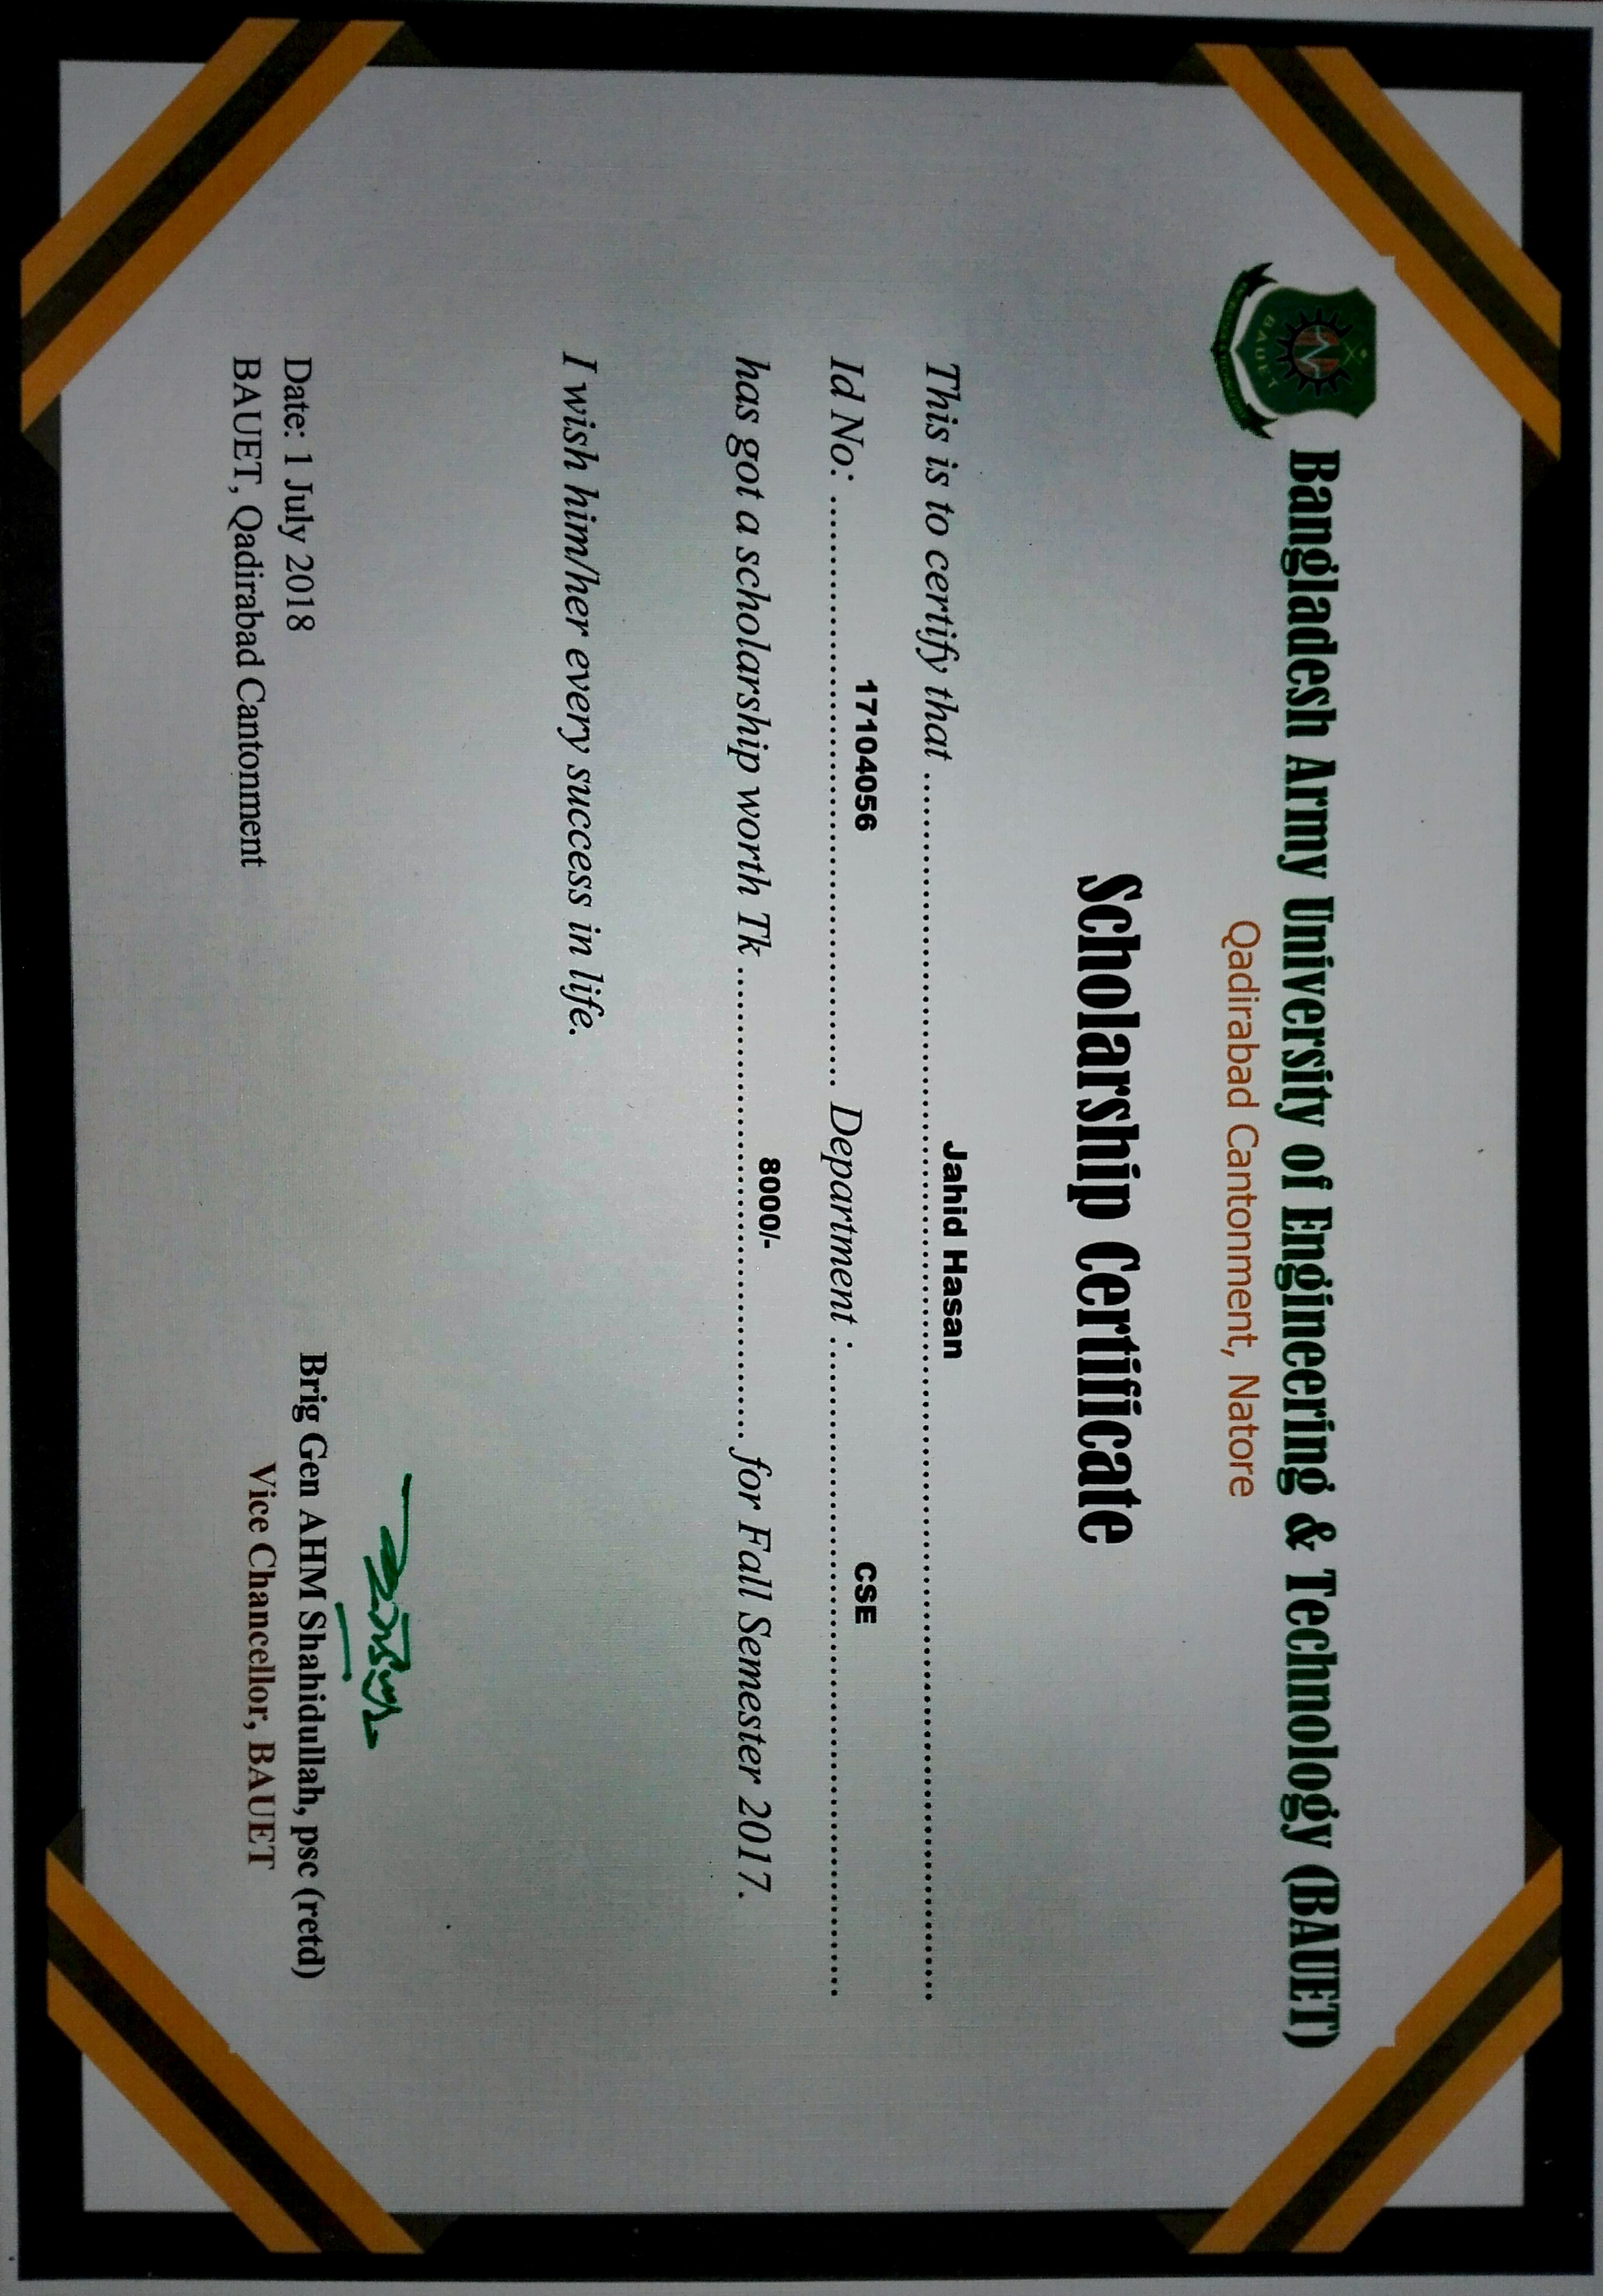 BAUET
Bangladesh Army University of Engineering & Technology (BAUET)
Qadirabad Cantonment, Natore
Scholarship Certificate
This is to certify that ........ Jahid Hasan ........
Id No: ........ 17104056 ........ Department :........ CSE ........
has got a scholarship worth Tk ........ 8000/- ........ for Fall Semester 2017.
I wish him/her every success in life.
Date: 1 July 2018
BAUET, Qadirabad Cantonment
Brig Gen AHM Shahidullah, psc (retd)
Vice Chancellor, BAUET